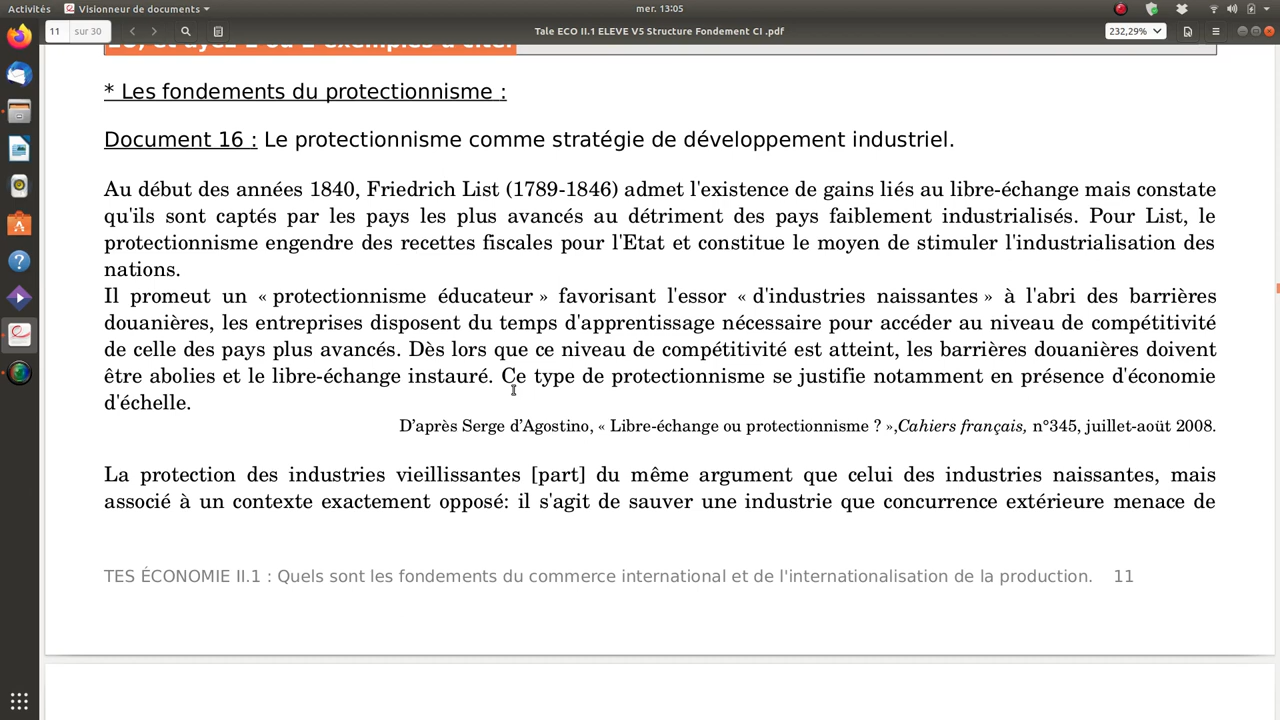 Activités
Visionneur de documents
mer. 13:05
11 sur 30
Tale ECO II.1 ELEVE V5 Structure Fondement CI .pdf
232,29%
* Les fondements du protectionnisme :
Document 16 : Le protectionnisme comme stratégie de développement industriel.
Au début des années 1840, Friedrich List (1789-1846) admet l'existence de gains liés au libre-échange mais constate
qu'ils sont captés par les pays les plus avancés au détriment des pays faiblement industrialisés. Pour List, le
protectionnisme engendre des recettes fiscales pour l'Etat et constitue le moyen de stimuler l'industrialisation des
nations.
Il promeut un « protectionnisme éducateur » favorisant l'essor « d'industries naissantes » à l'abri des barrières
douanières, les entreprises disposent du temps d'apprentissage nécessaire pour accéder au niveau de compétitivité
de celle des pays plus avancés. Dès lors que ce niveau de compétitivité est atteint, les barrières douanières doivent
être abolies et le libre-échange instauré. Ce type de protectionnisme se justifie notamment en présence d'économie
d'échelle.
D’après Serge d’Agostino, « Libre-échange ou protectionnisme ? »,Cahiers français, n°345, juillet-aoüt 2008.
La protection des industries vieillissantes [part] du même argument que celui des industries naissantes, mais
associé à un contexte exactement opposé: il s'agit de sauver une industrie que concurrence extérieure menace de
TES ÉCONOMIE II.1 : Quels sont les fondements du commerce international et de l'internationalisation de la production. 11